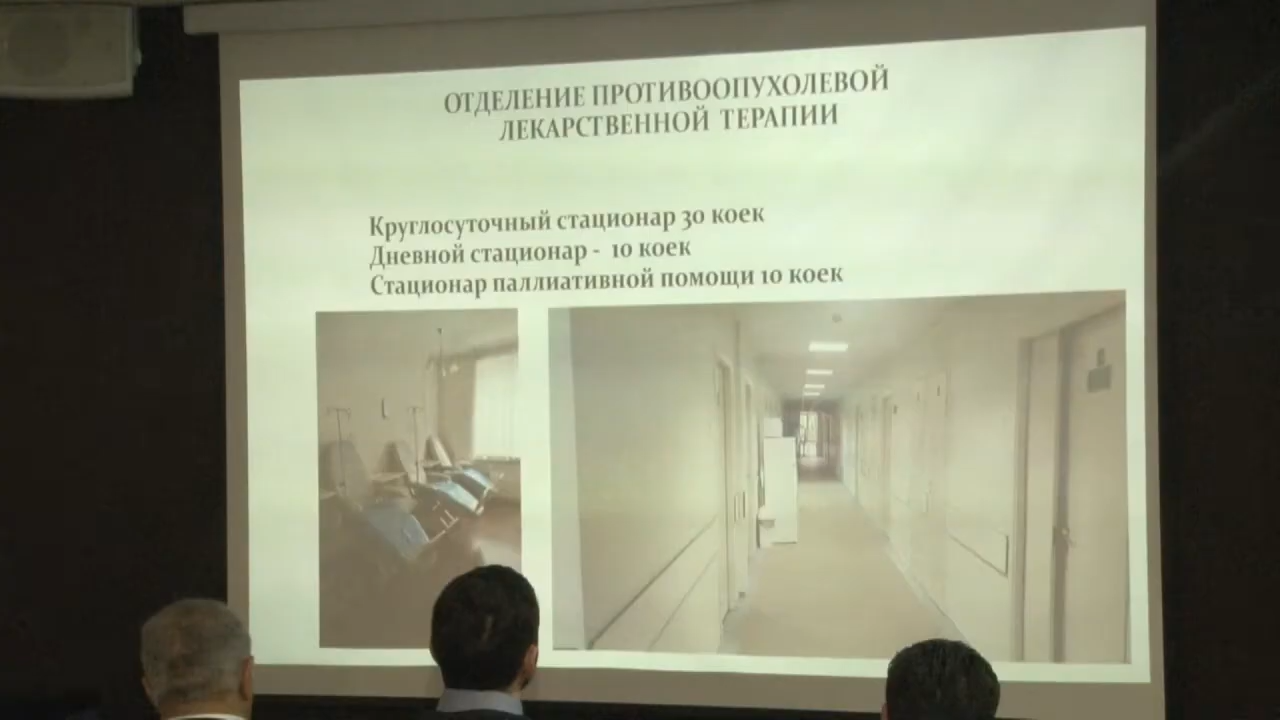 ОТДЕЛЕНИЕ ПРОТИВООПУХОЛЕВОЙ
ЛЕКАРСТВЕННОЙ ТЕРАПИИ
Круглосуточный стационар 30 коек
Дневной стационар - 10 коек
Стационар паллиативной помощи 10 коек